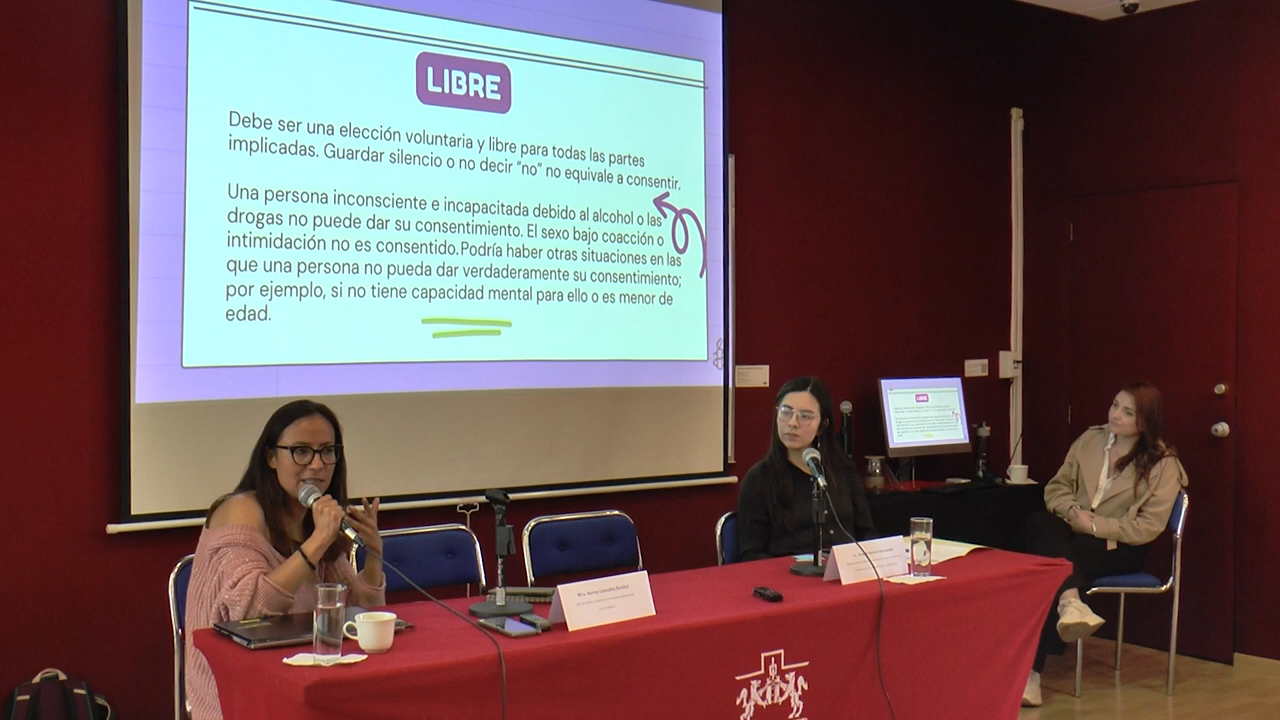 LIBRE
Debe ser una elección voluntaria y libre para todas las partes
implicadas. Guardar silencio o no decir “no” no equivale a consentir.
Una persona inconsciente e incapacitada debido al alcohol o las
drogas no puede dar su consentimiento. El sexo bajo coacción o
intimidación no es consentido.Podría haber otras situaciones en las
que una persona no pueda dar verdaderamente su consentimiento;
por ejemplo, si no tiene capacidad mental para ello o es menor de
edad.
LIBRE